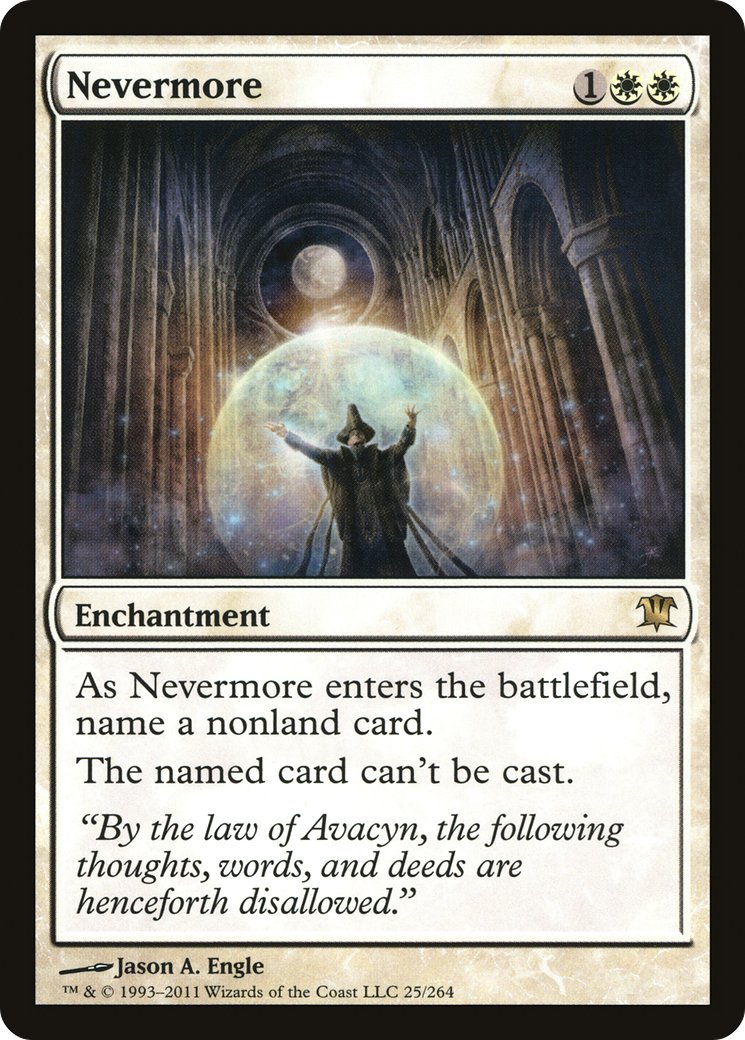 Nevermore 1
Enchantment
As Nevermore enters the battlefield,
name a nonland card.
The named card can't be cast.
“By the law of Avacyn, the following
thoughts, words, and deeds are
henceforth disallowed.”
Jason A. Engle
™ & © 1993–2011 Wizards of the Coast LLC 25/264